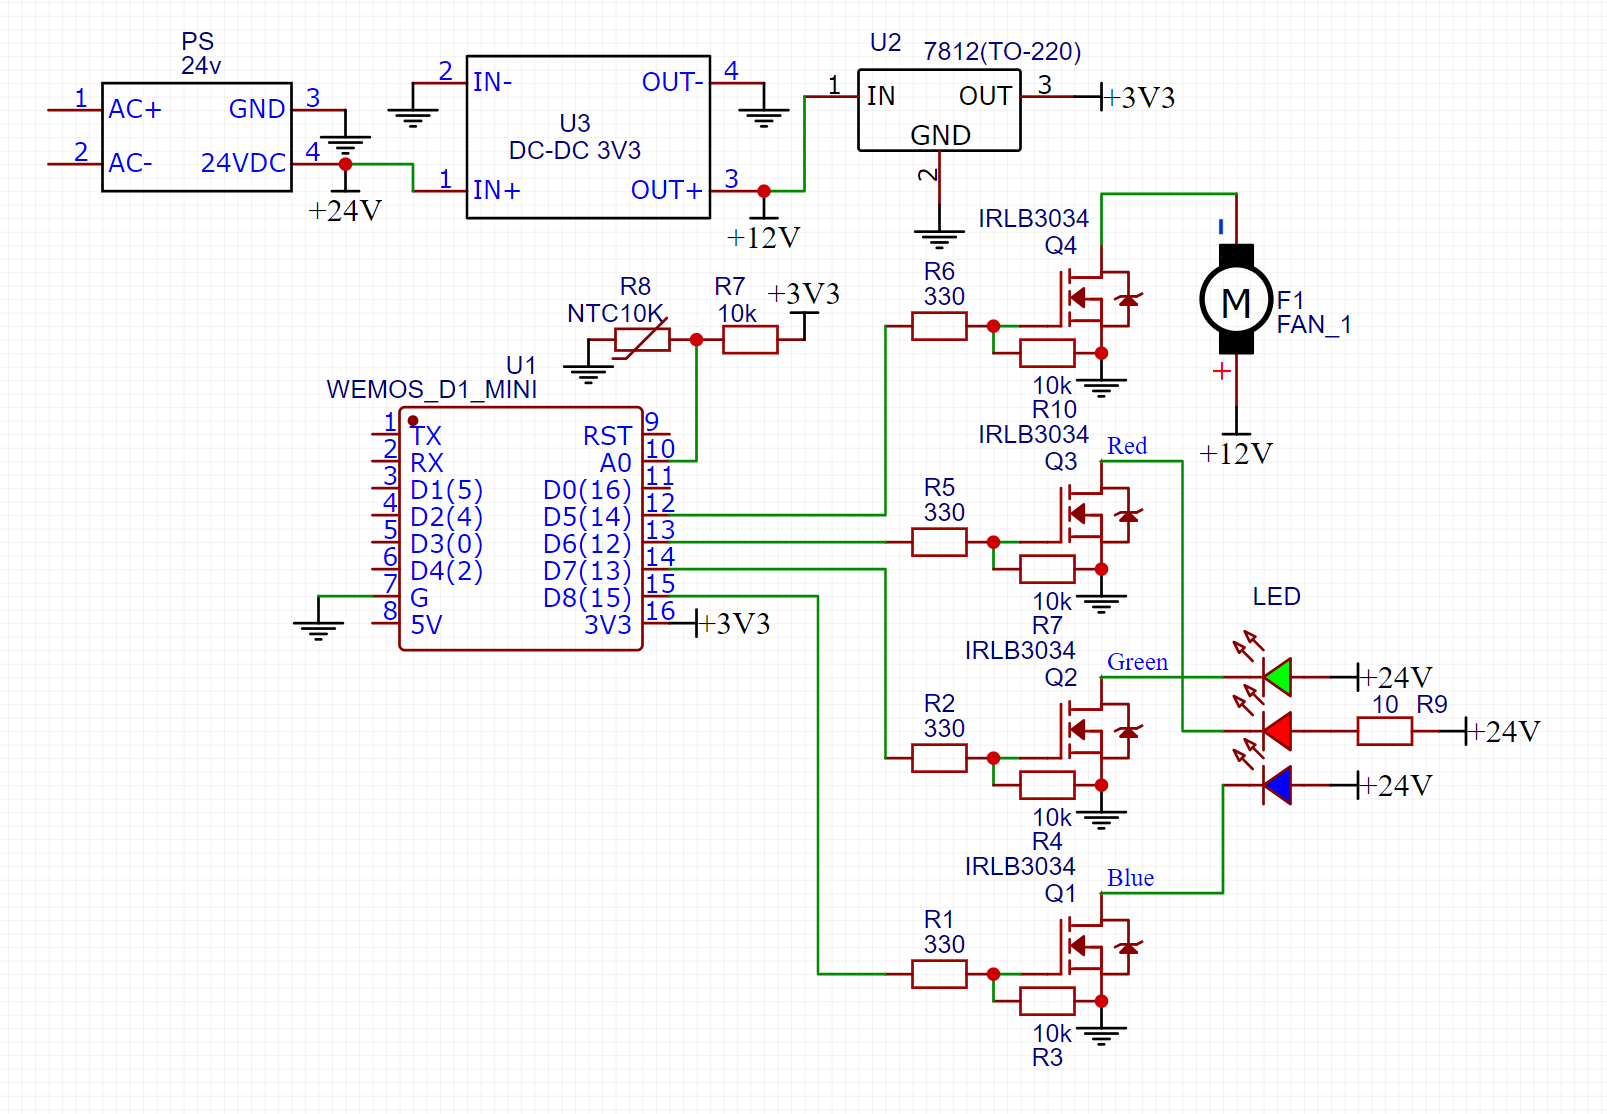 PS
24v
1
AC+
GND
3
2
AC-
24VDC
4
+24V
2
IN-
OUT-
4
U3
DC-DC 3V3
1
IN+
OUT+
3
+12V
U2
7812(TO-220)
1
IN
OUT
3
+3V3
GND
2
R8
NTC10K
R7
10k
+3V3
U1
WEMOS_D1_MINI
1
TX
RST
9
2
RX
A0
10
3
D1(5)
D0(16)
11
4
D2(4)
D5(14)
12
5
D3(0)
D6(12)
13
6
D4(2)
D7(13)
14
7
G
D8(15)
15
8
5V
3V3
16
+3V3
IRLB3034
Q4
R6
330
10k
R10
-
M
F1
FAN_1
+
+12V
IRLB3034
Q3
Red
R5
330
10k
R7
IRLB3034
Q2
Green
R2
330
10k
R4
IRLB3034
Q1
Blue
R1
330
10k
R3
LED
+24V
10
R9
+24V
+24V